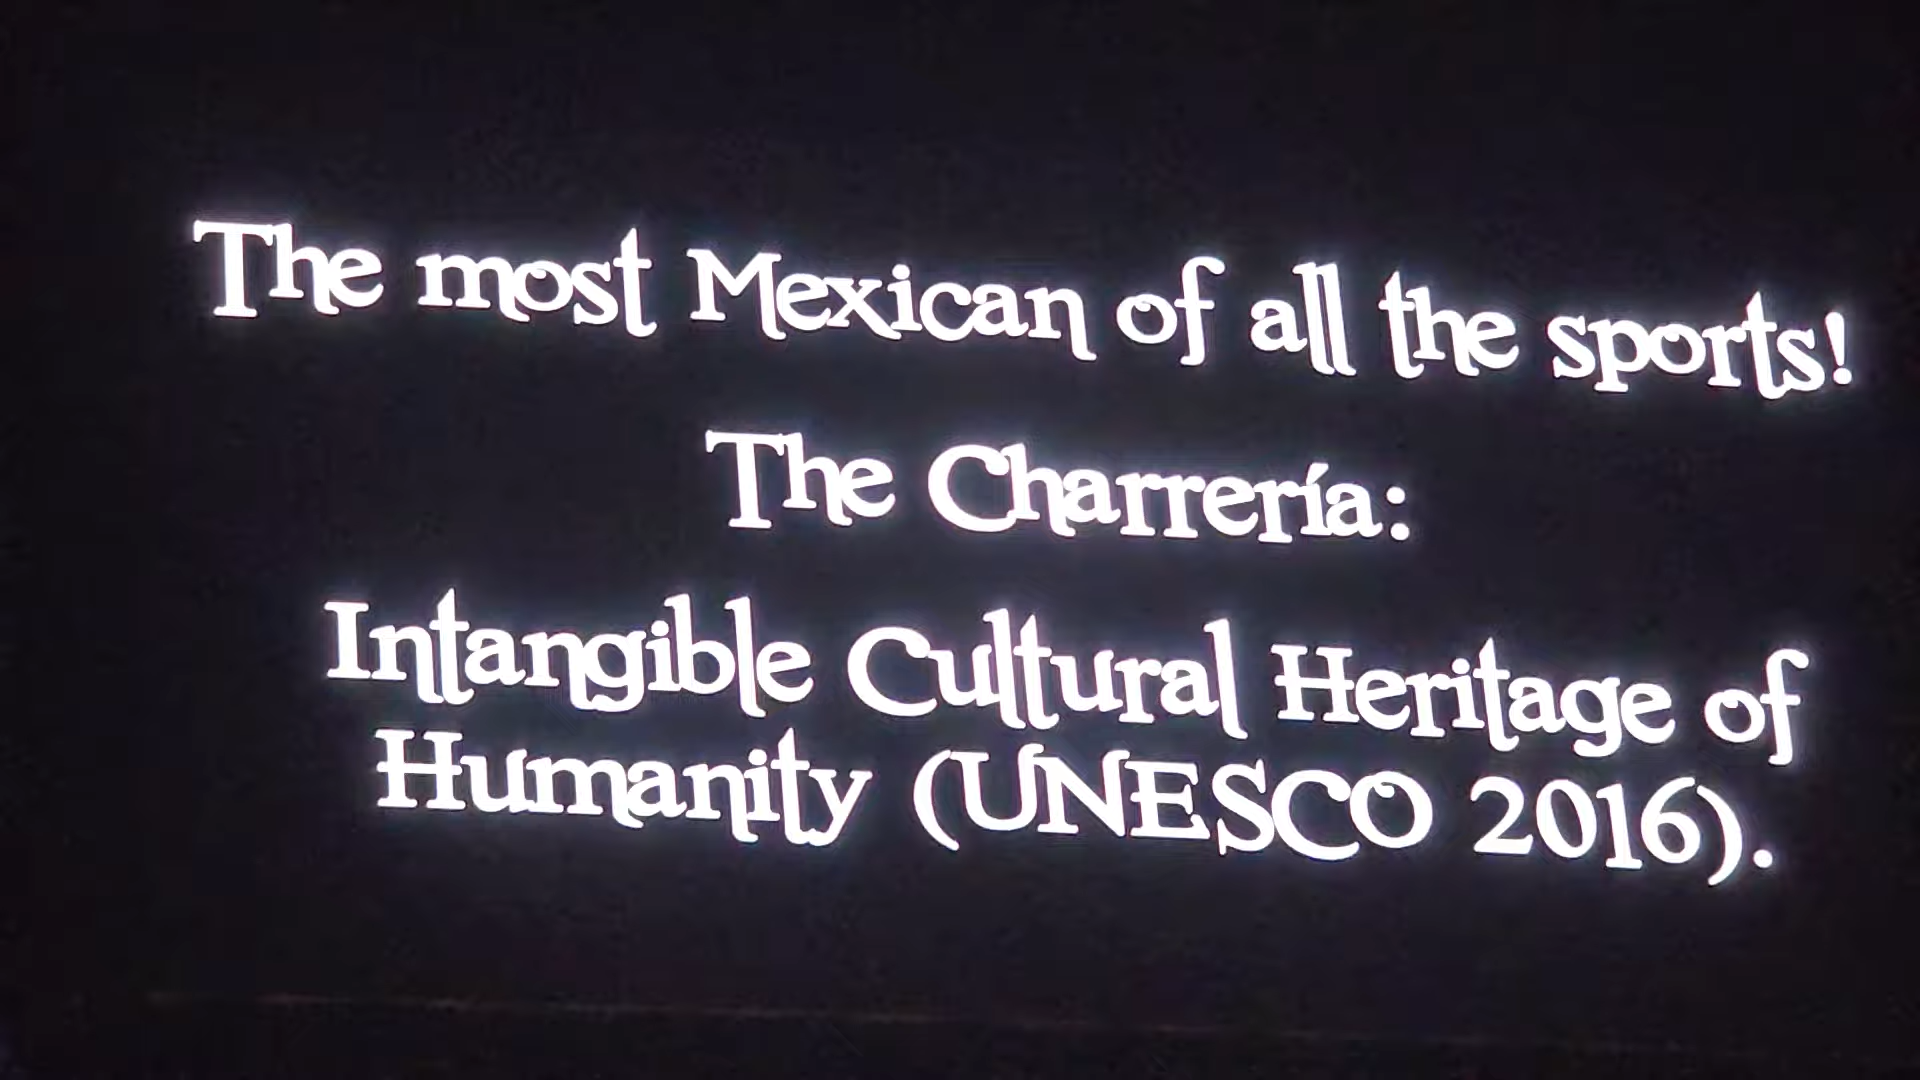 The most Mexican of all the sports!
The Charrería:
Intangible Cultural Heritage of
Humanity (UNESCO 2016).